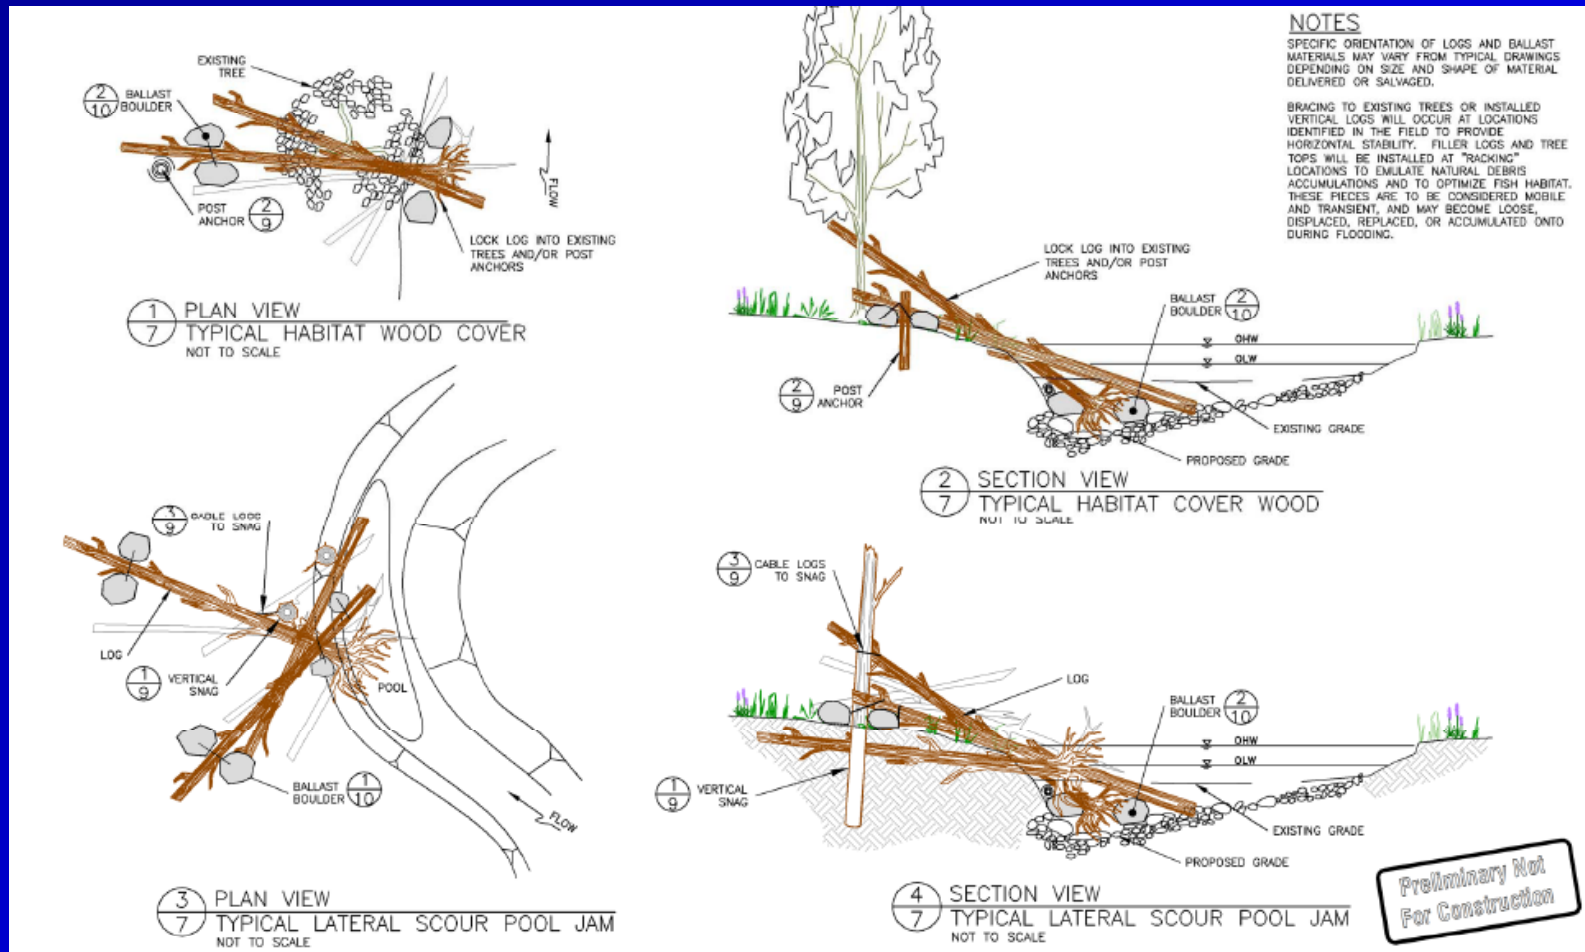 EXISTING
TREE
2
10
BALLAST
BOULDER
POST
ANCHOR
2
9
FLOW
LOCK LOG INTO EXISTING
TREES AND/OR POST
ANCHORS
1
7
PLAN VIEW
TYPICAL HABITAT WOOD COVER
NOT TO SCALE
NOTES
SPECIFIC ORIENTATION OF LOGS AND BALLAST
MATERIALS MAY VARY FROM TYPICAL DRAWINGS
DEPENDING ON SIZE AND SHAPE OF MATERIAL
DELIVERED OR SALVAGED.
BRACING TO EXISTING TREES OR INSTALLED
VERTICAL LOGS WILL OCCUR AT LOCATIONS
IDENTIFIED IN THE FIELD TO PROVIDE
HORIZONTAL STABILITY. FILLER LOGS AND TREE
TOPS WILL BE INSTALLED AT "RACKING"
LOCATIONS TO EMULATE NATURAL DEBRIS
ACCUMULATIONS AND TO OPTIMIZE FISH HABITAT.
THESE PIECES ARE TO BE CONSIDERED MOBILE
AND TRANSIENT, AND MAY BECOME LOOSE,
DISPLACED, REPLACED, OR ACCUMULATED ONTO
DURING FLOODING.
LOCK LOG INTO EXISTING
TREES AND/OR POST
ANCHORS
BALLAST
BOULDER
2
10
OHW
OLW
2
9
POST
ANCHOR
EXISTING GRADE
PROPOSED GRADE
2
7
SECTION VIEW
TYPICAL HABITAT COVER WOOD
NOT TO SCALE
3
9
CABLE LOGS
TO SNAG
LOG
1
9
VERTICAL
SNAG
POOL
BALLAST
BOULDER
1
10
FLOW
3
7
PLAN VIEW
TYPICAL LATERAL SCOUR POOL JAM
NOT TO SCALE
3
9
CABLE LOGS
TO SNAG
LOG
BALLAST
BOULDER
2
10
OHW
OLW
1
9
VERTICAL
SNAG
EXISTING GRADE
PROPOSED GRADE
4
7
SECTION VIEW
TYPICAL LATERAL SCOUR POOL JAM
NOT TO SCALE
Preliminary Not
For Construction